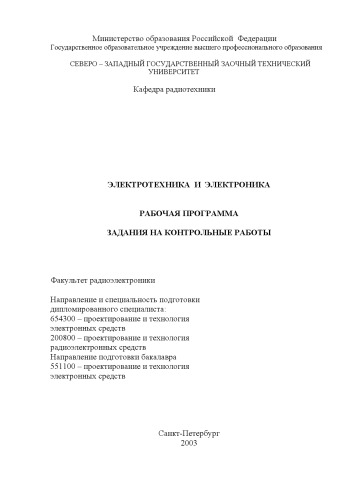 Министерство образования Российской Федерации
Государственное образовательное учреждение высшего профессионального образования
СЕВЕРО – ЗАПАДНЫЙ ГОСУДАРСТВЕННЫЙ ЗАОЧНЫЙ ТЕХНИЧЕСКИЙ
УНИВЕРСИТЕТ
Кафедра радиотехники
ЭЛЕКТРОТЕХНИКА И ЭЛЕКТРОНИКА
РАБОЧАЯ ПРОГРАММА
ЗАДАНИЯ НА КОНТРОЛЬНЫЕ РАБОТЫ
Факультет радиоэлектроники
Направление и специальность подготовки
дипломированного специалиста:
654300 – проектирование и технология
электронных средств
200800 – проектирование и технология
радиоэлектронных средств
Направление подготовки бакалавра
551100 – проектирование и технология
электронных средств
Санкт-Петербург
2003